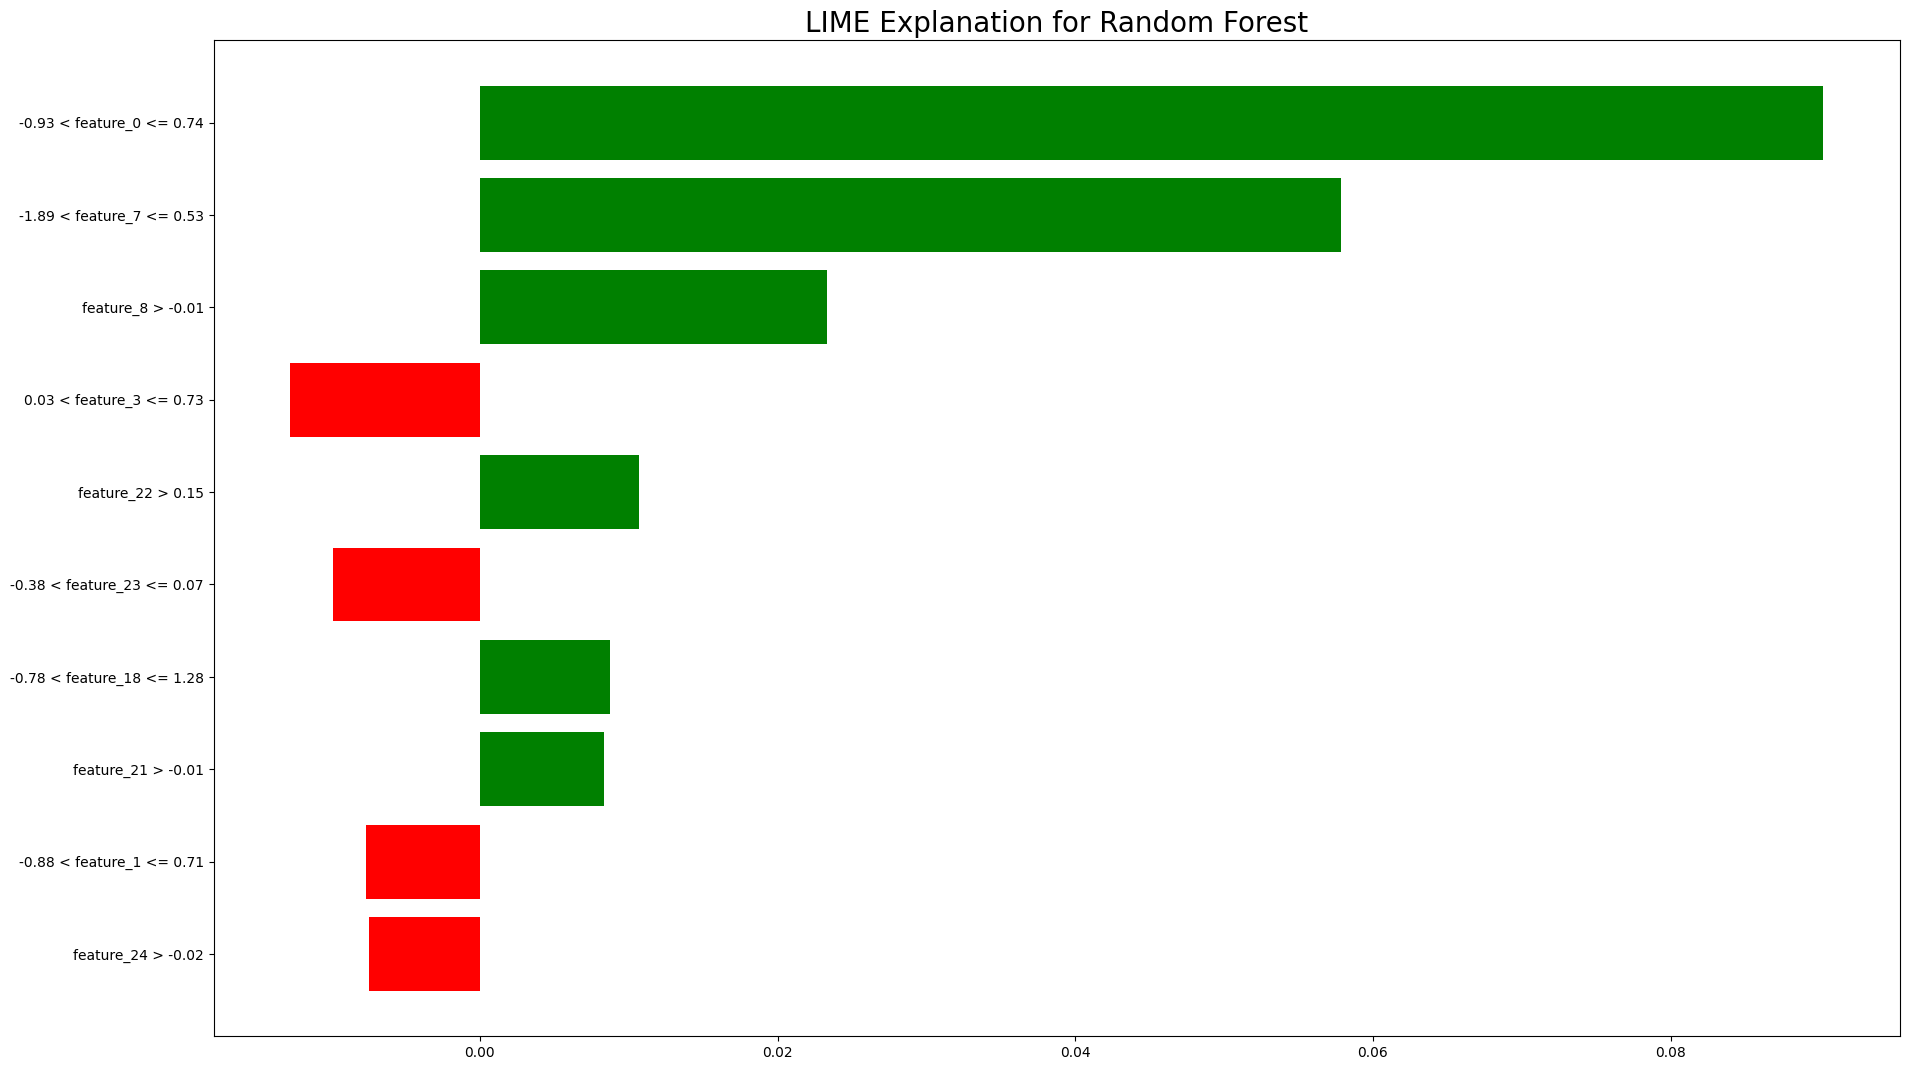 LIME Explanation for Random Forest
-0.93 < feature_0 <= 0.74
-1.89 < feature_7 <= 0.53
feature_8 > -0.01
0.03 < feature_3 <= 0.73
feature_22 > 0.15
-0.38 < feature_23 <= 0.07
-0.78 < feature_18 <= 1.28
feature_21 > -0.01
-0.88 < feature_1 <= 0.71
feature_24 > -0.02
0.00 0.02 0.04 0.06 0.08